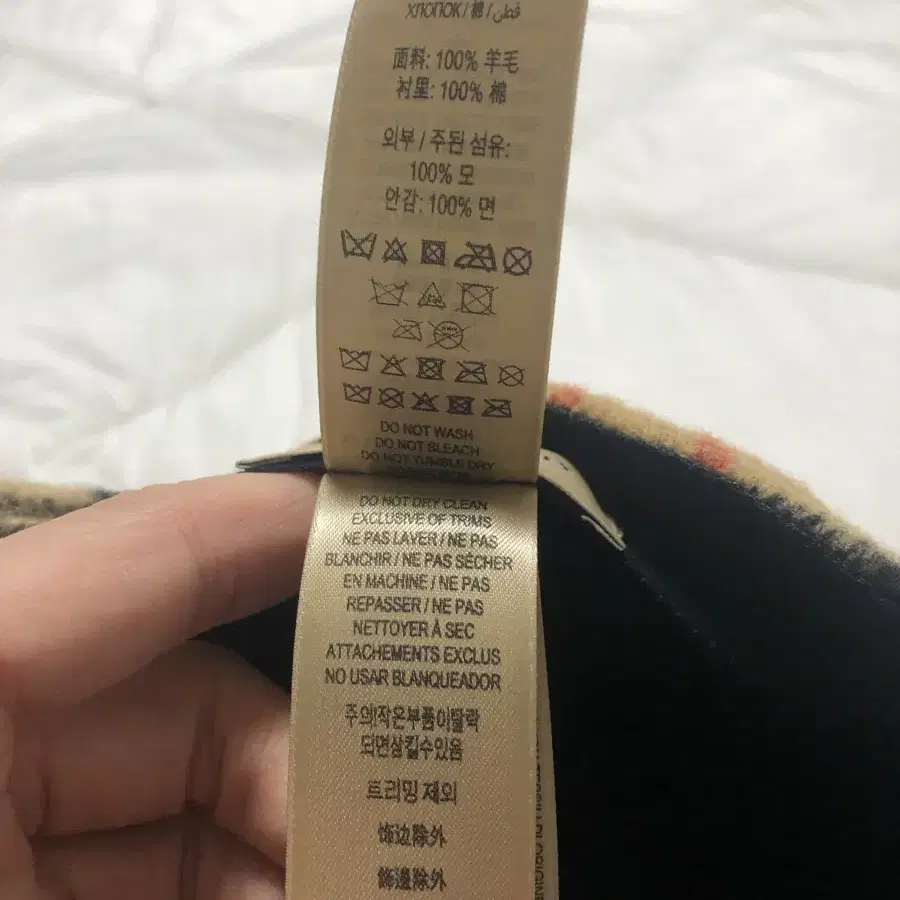 ХЛОПОК / 棉 / قطن
面料: 100% 羊毛
衬里: 100% 棉
외부 / 주된 섬유:
100% 모
안감: 100% 면
DO NOT WASH
DO NOT BLEACH
DO NOT TUMBLE DRY
DO NOT DRY CLEAN
EXCLUSIVE OF TRIMS
NE PAS LAVER / NE PAS
BLANCHIR / NE PAS SÉCHER
EN MACHINE / NE PAS
REPASSER / NE PAS
NETTOYER À SEC
ATTACHEMENTS EXCLUS
NO USAR BLANQUEADOR
주의!작은부품이탈락
되면삼킬수있음
트리밍 제외
饰边除外
飾邊除外